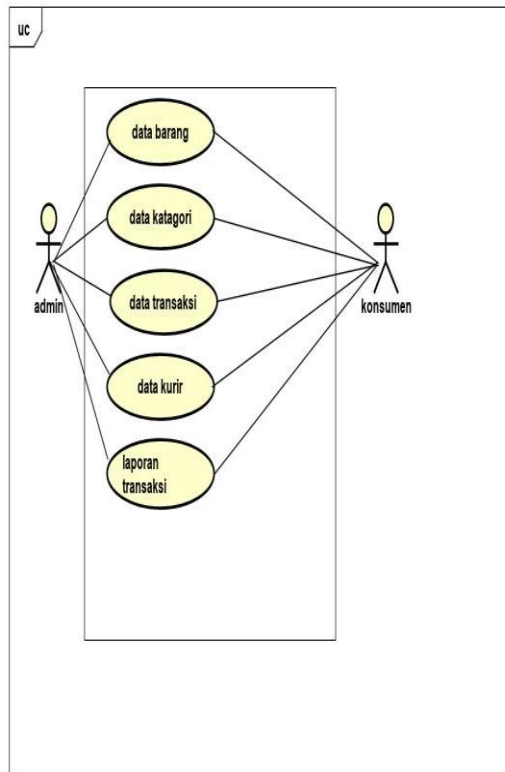 uc
data barang
data katagori
data transaksi
data kurir
laporan
transaksi
admin
konsumen